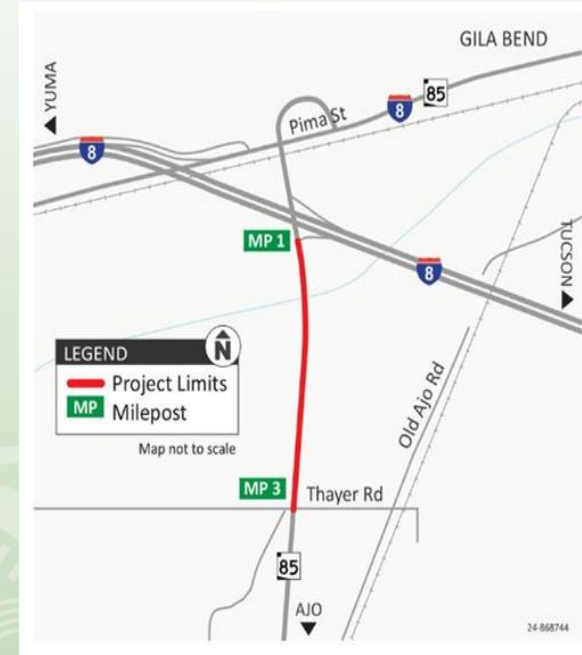 GILA BEND
85
8
Pima St
YUMA
8
MP 1
TUCSON
8
LEGEND
N
Project Limits
MP Milepost
Map not to scale
Old Ajo Rd
MP 3
Thayer Rd
85
AJO
24-868744